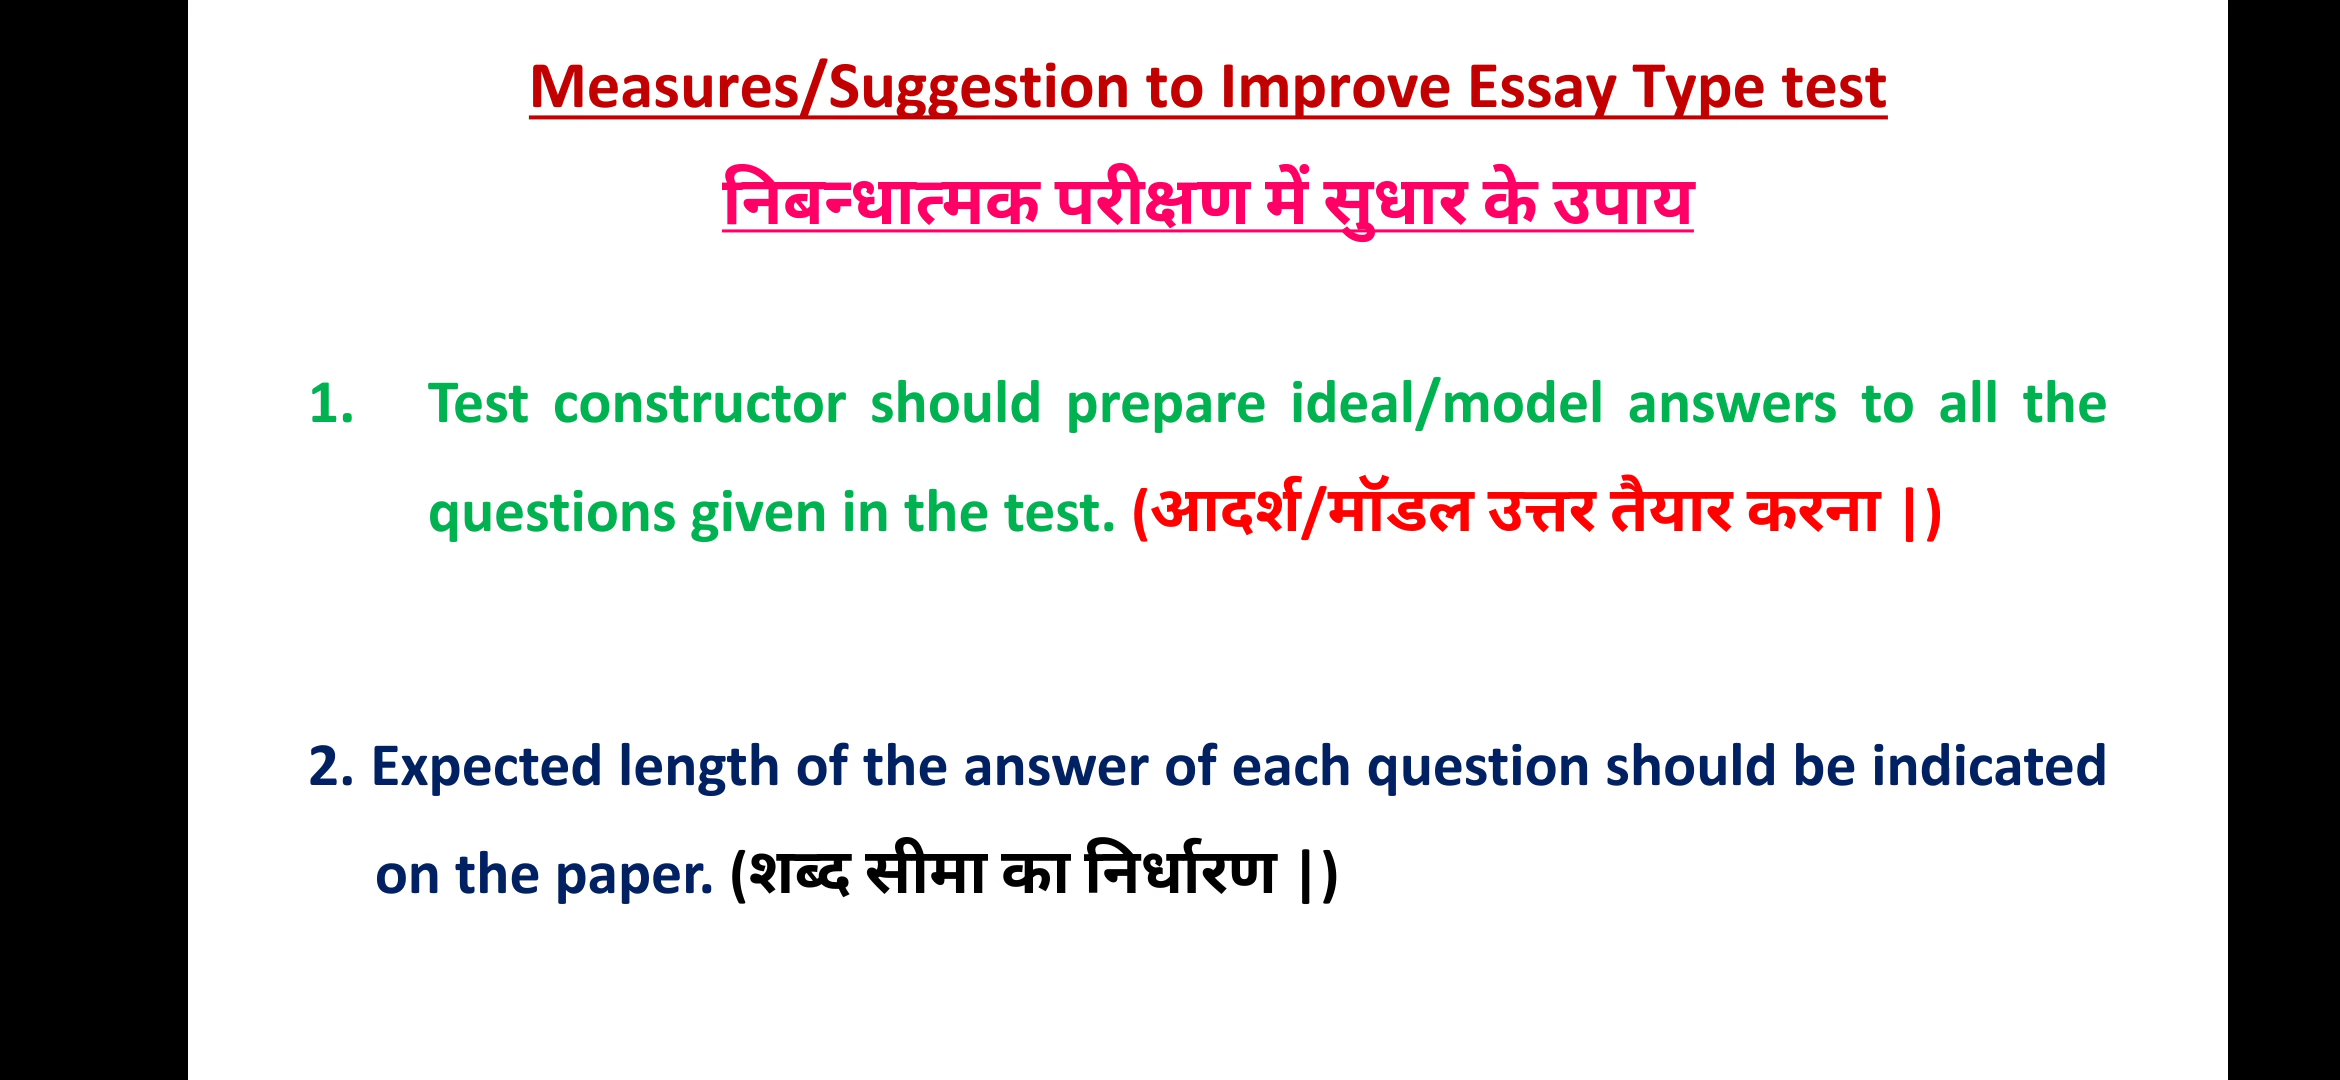 Measures/Suggestion to Improve Essay Type test
निबन्धात्मक परीक्षण में सुधार के उपाय
1. Test constructor should prepare ideal/model answers to all the
questions given in the test. (आदर्श/मॉडल उत्तर तैयार करना |)
2. Expected length of the answer of each question should be indicated
on the paper. (शब्द सीमा का निर्धारण |)